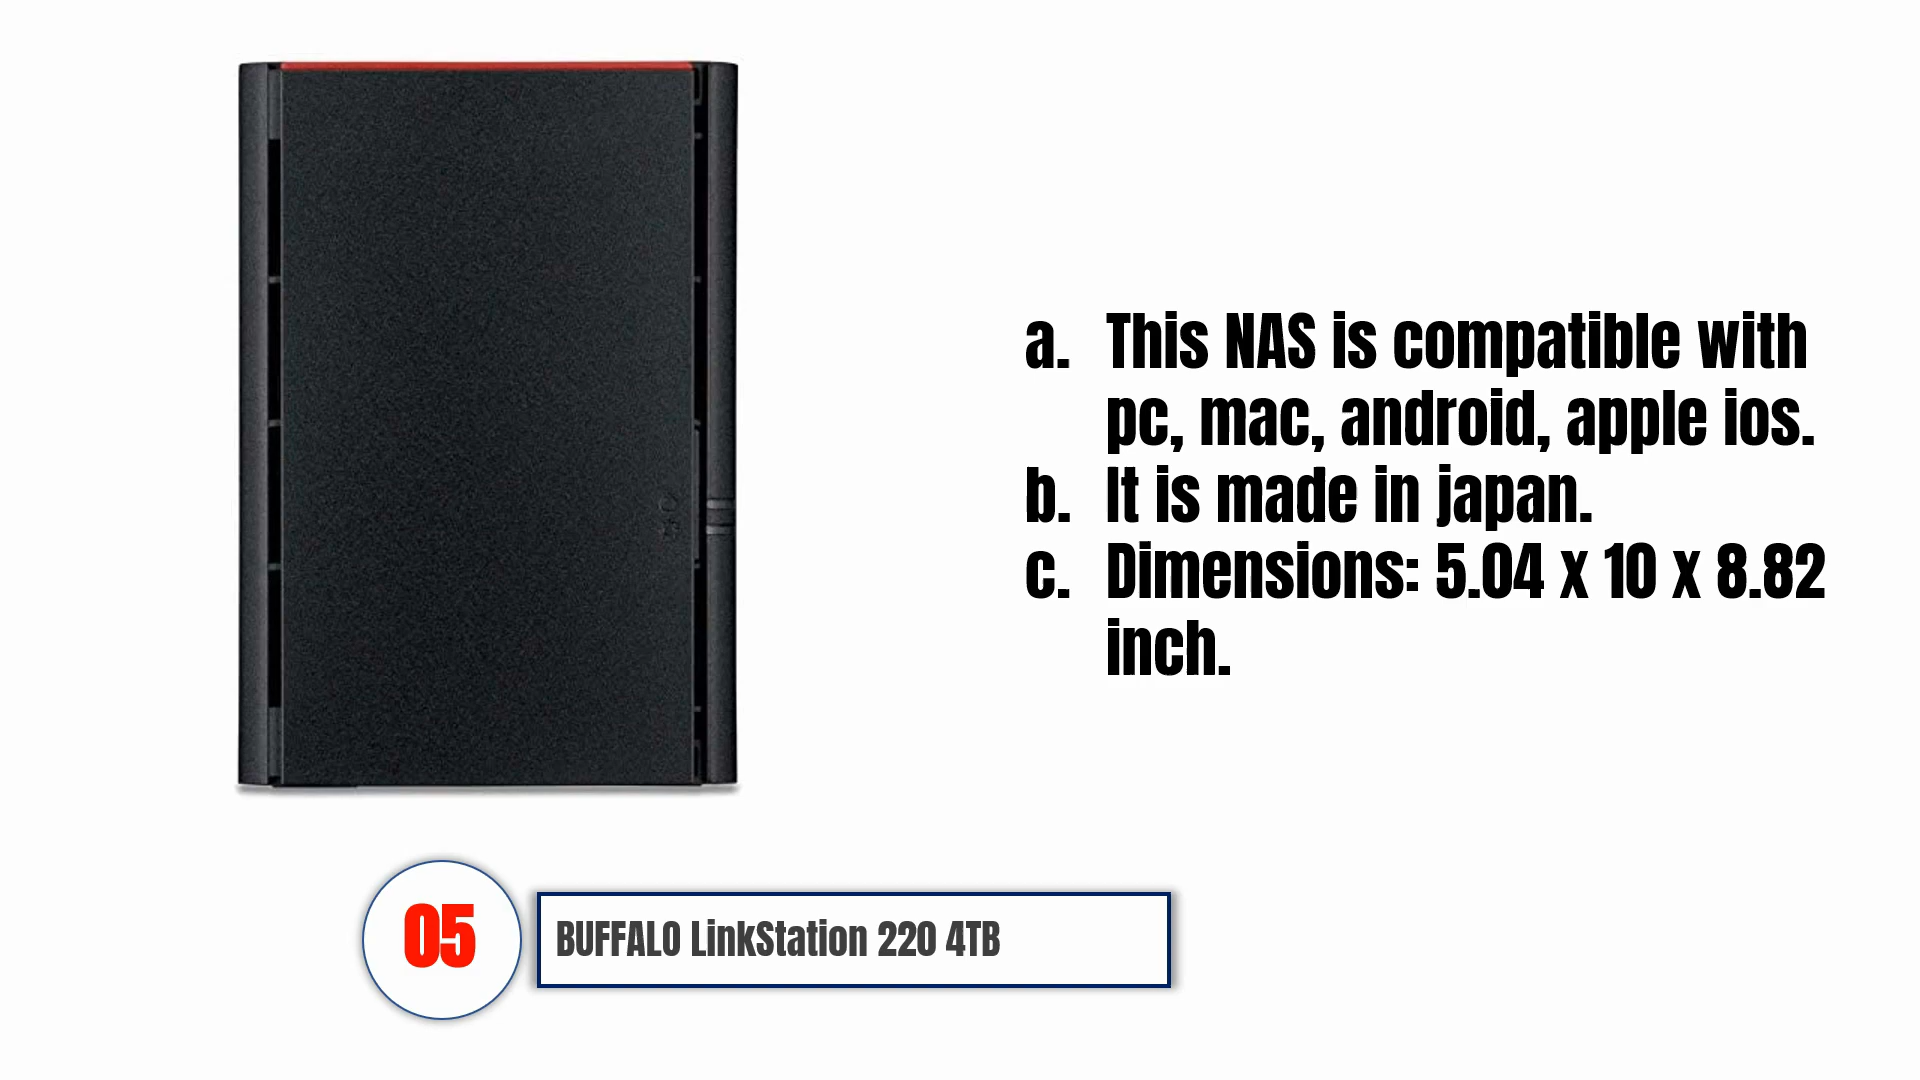 a. This NAS is compatible with
pc, mac, android, apple ios.
b. It is made in japan.
c. Dimensions: 5.04 x 10 x 8.82
inch.
05
BUFFALO LinkStation 220 4TB